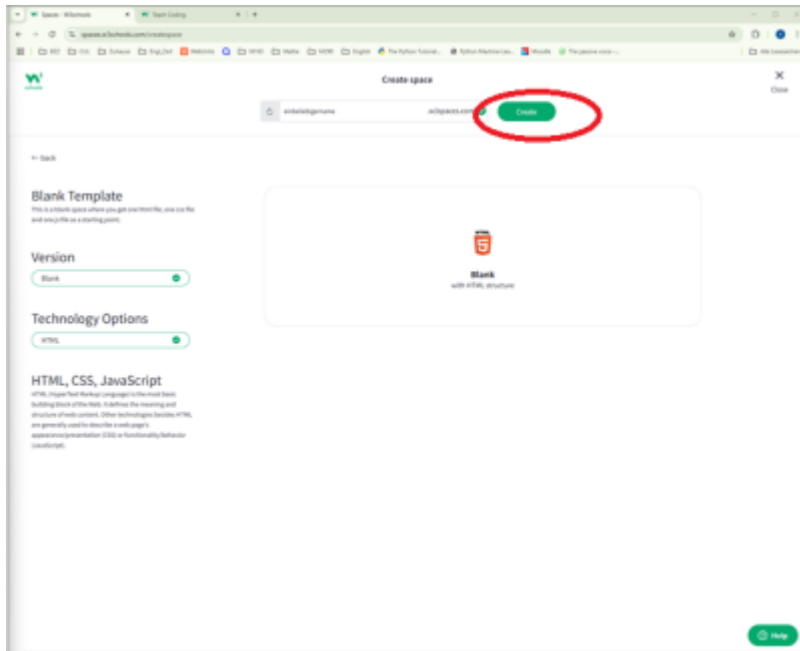 Spaces - W3Schools
Teach Coding
spaces.w3schools.com/createspace
Create space
Close
.w3spaces.com
Create
← Back
Blank Template
This is a blank space where you get one html file, one css file
and one js file as a starting point.
Version
Blank
Technology Options
HTML
HTML, CSS, JavaScript
HTML (HyperText Markup Language) is the most basic
building block of the Web. It defines the meaning and
structure of web content. Other technologies besides HTML
are generally used to describe a web page's
appearance/presentation (CSS) or functionality/behavior
(JavaScript).
HTML
5
Blank
with HTML structure
Help